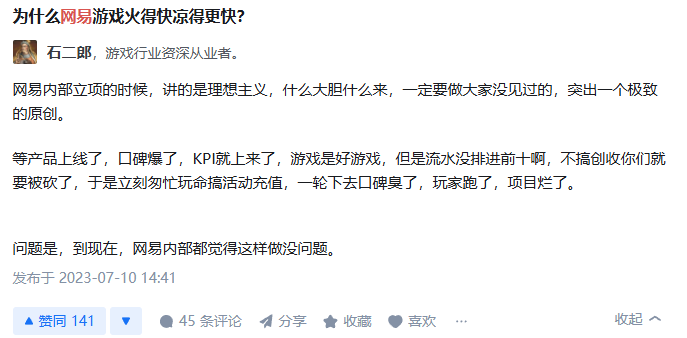 为什么网易游戏火得快凉得更快?
石二郎，游戏行业资深从业者。
网易内部立项的时候，讲的是理想主义，什么大胆什么来，一定要做大家没见过的，突出一个极致
的原创。
等产品上线了，口碑爆了，KPI就上来了，游戏是好游戏，但是流水没排进前十啊，不搞创收你们就
要被砍了，于是立刻匆忙玩命搞活动充值，一轮下去口碑臭了，玩家跑了，项目烂了。
问题是，到现在，网易内部都觉得这样做没问题。
发布于 2023-07-10 14:41
赞同 141 45 条评论 分享 收藏 喜欢 ··· 收起